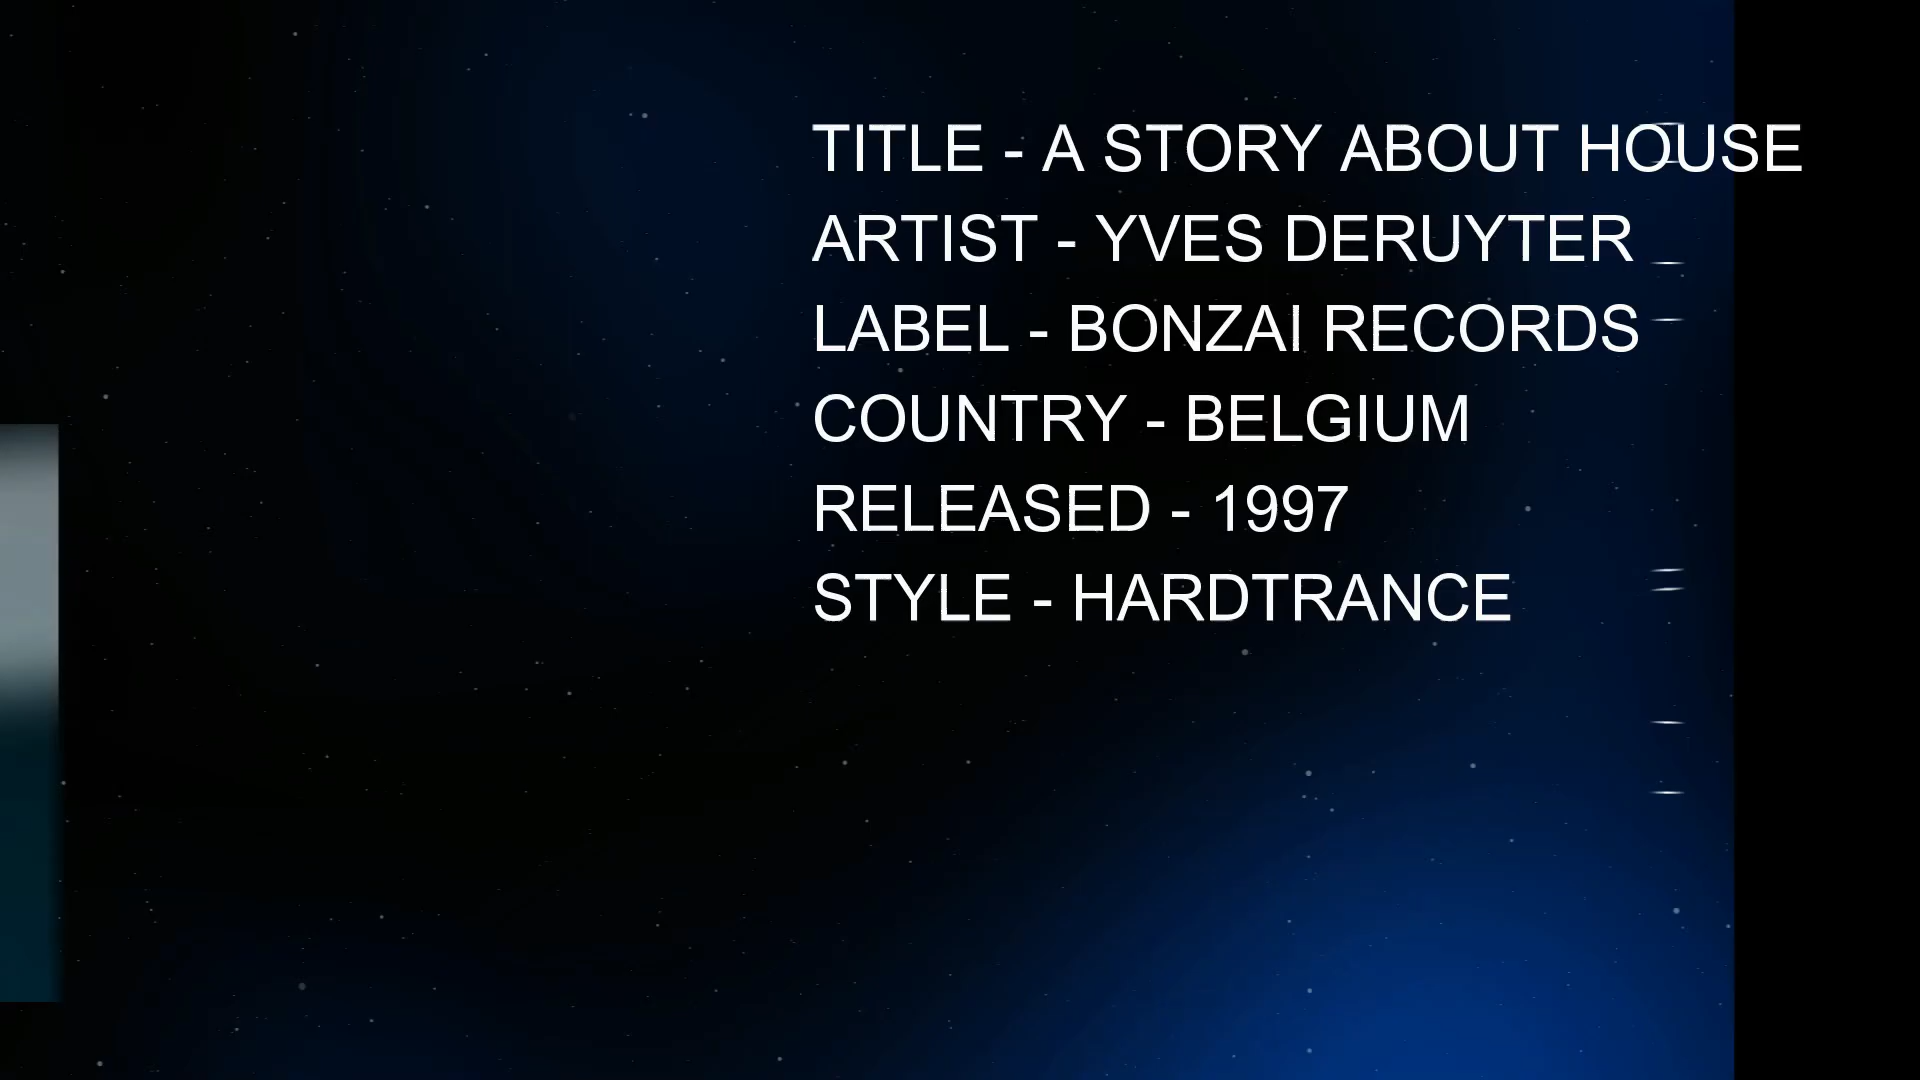 TITLE - A STORY ABOUT HOUSE
ARTIST - YVES DERUYTER
LABEL - BONZAI RECORDS
COUNTRY - BELGIUM
RELEASED - 1997
STYLE - HARDTRANCE